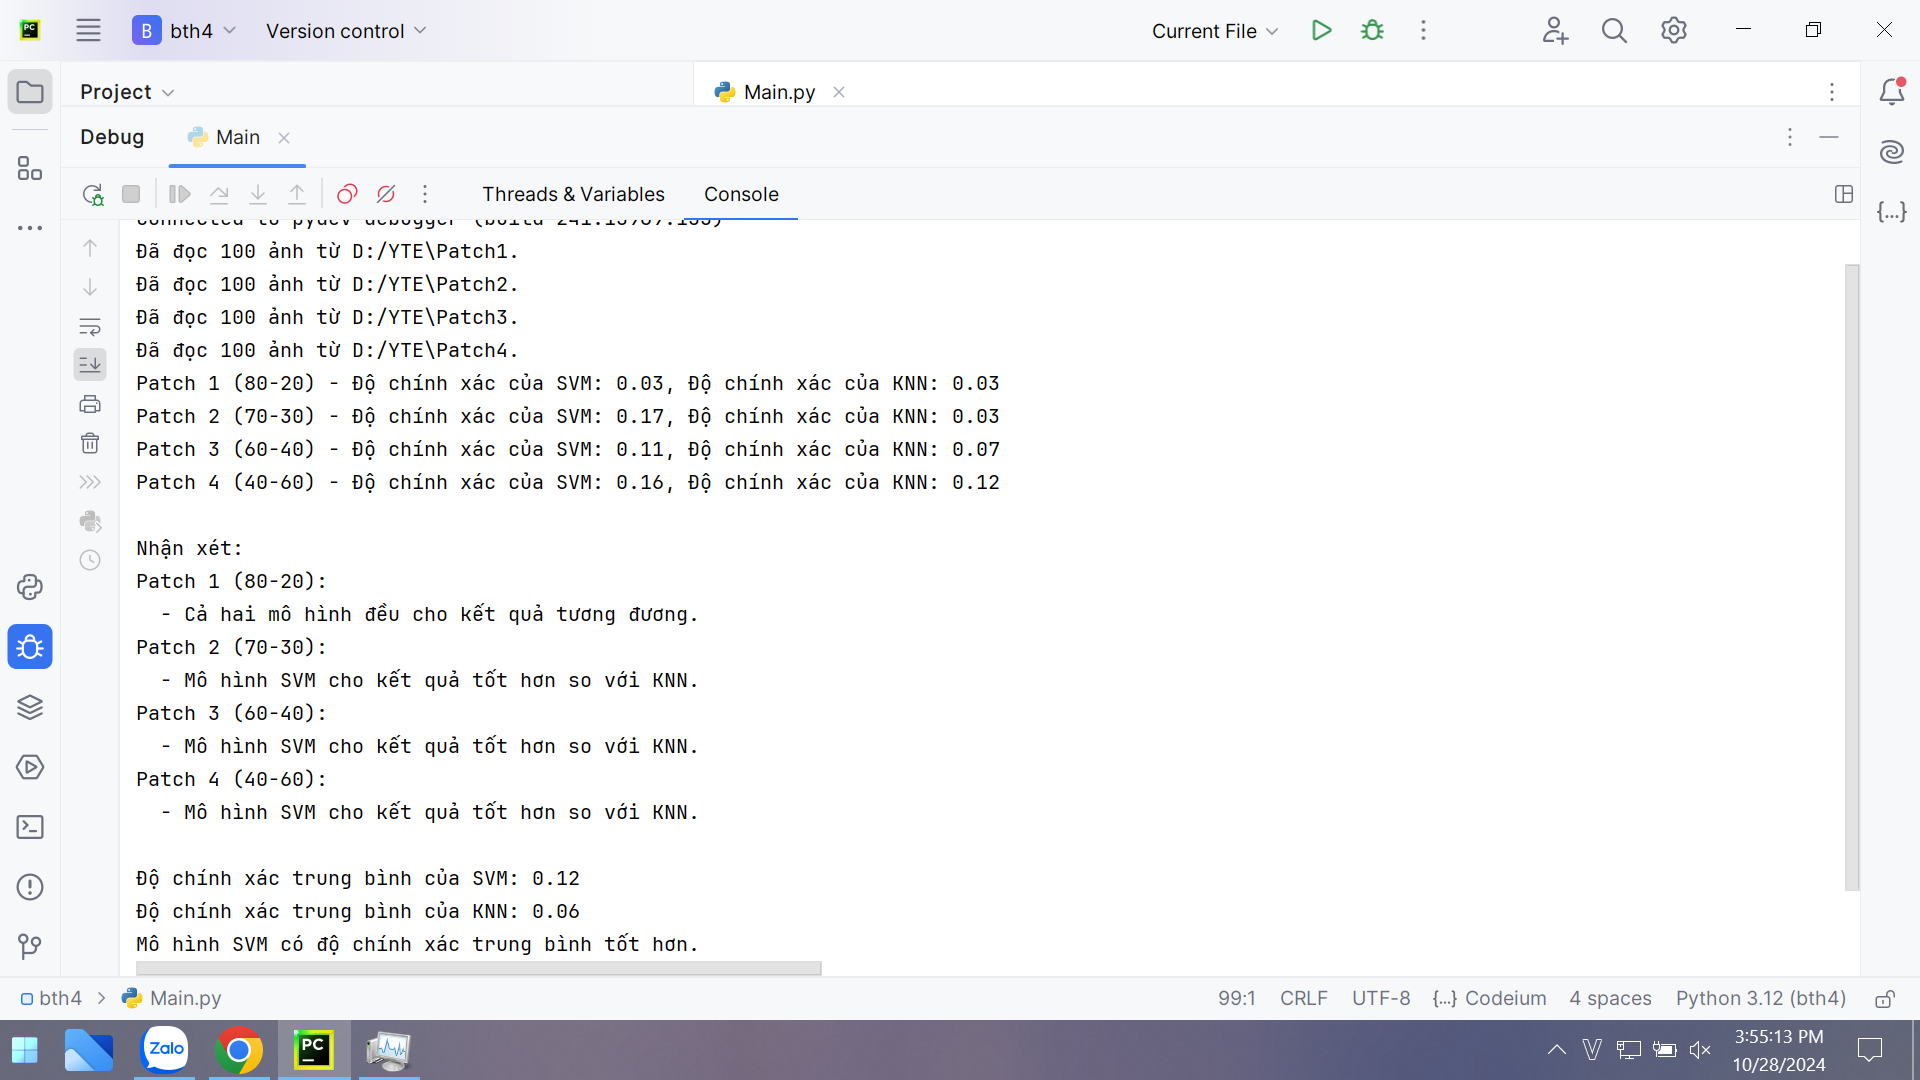 PC
B bth4 Version control Current File
Project Main.py
Debug Main
Threads & Variables Console
Connected to pydev debugger (build 241.15989.155)
Đã đọc 100 ảnh từ D:/YTE\Patch1.
Đã đọc 100 ảnh từ D:/YTE\Patch2.
Đã đọc 100 ảnh từ D:/YTE\Patch3.
Đã đọc 100 ảnh từ D:/YTE\Patch4.
Patch 1 (80-20) - Độ chính xác của SVM: 0.03, Độ chính xác của KNN: 0.03
Patch 2 (70-30) - Độ chính xác của SVM: 0.17, Độ chính xác của KNN: 0.03
Patch 3 (60-40) - Độ chính xác của SVM: 0.11, Độ chính xác của KNN: 0.07
Patch 4 (40-60) - Độ chính xác của SVM: 0.16, Độ chính xác của KNN: 0.12
Nhận xét:
Patch 1 (80-20):
- Cả hai mô hình đều cho kết quả tương đương.
Patch 2 (70-30):
- Mô hình SVM cho kết quả tốt hơn so với KNN.
Patch 3 (60-40):
- Mô hình SVM cho kết quả tốt hơn so với KNN.
Patch 4 (40-60):
- Mô hình SVM cho kết quả tốt hơn so với KNN.
Độ chính xác trung bình của SVM: 0.12
Độ chính xác trung bình của KNN: 0.06
Mô hình SVM có độ chính xác trung bình tốt hơn.
bth4 > Main.py 99:1 CRLF UTF-8 {...} Codeium 4 spaces Python 3.12 (bth4)
Zalo PC V 3:55:13 PM
10/28/2024